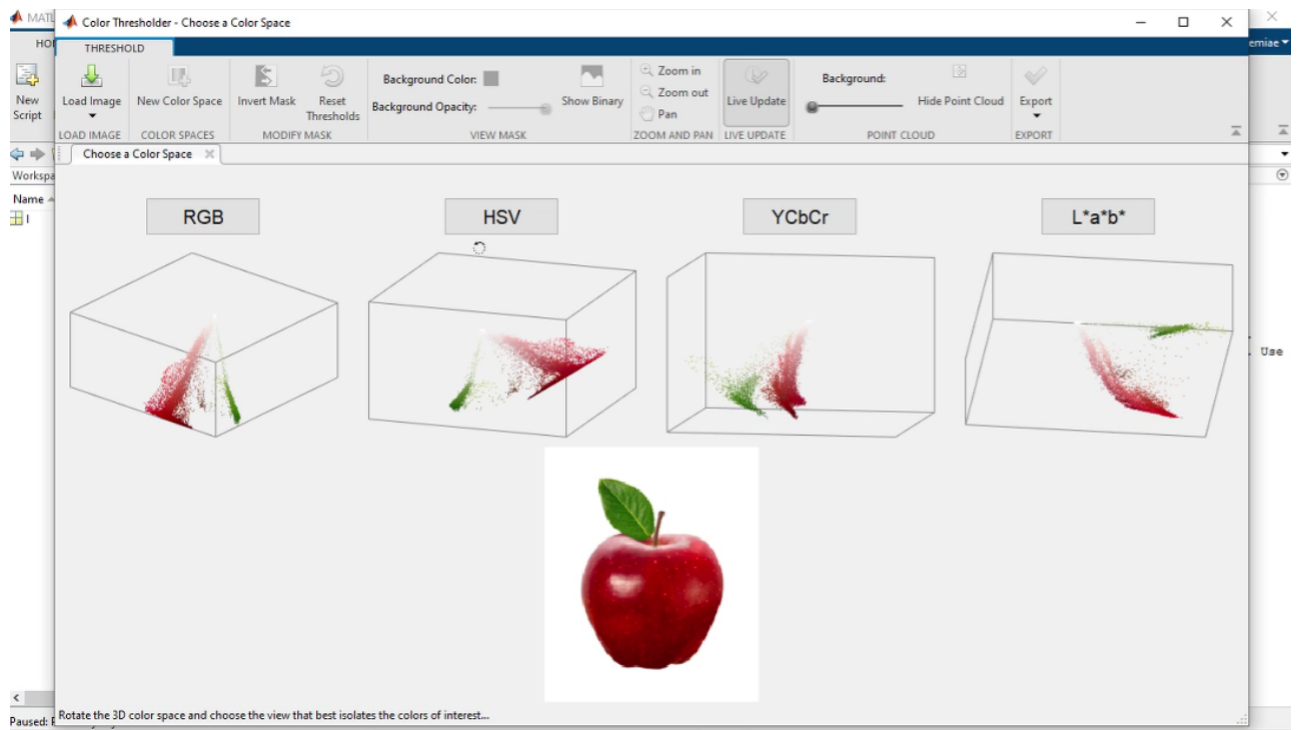 MATL
Color Thresholder - Choose a Color Space
HO
THRESHOLD
emiae
New Script
Load Image
New Color Space
Invert Mask
Reset Thresholds
Background Color:
Background Opacity:
Show Binary
Zoom in
Zoom out
Pan
Live Update
Background:
Hide Point Cloud
Export
LOAD IMAGE
COLOR SPACES
MODIFY MASK
VIEW MASK
ZOOM AND PAN
LIVE UPDATE
POINT CLOUD
EXPORT
Choose a Color Space
Workspa
Name
I
RGB
HSV
YCbCr
L*a*b*
Use
Rotate the 3D color space and choose the view that best isolates the colors of interest...
Paused: